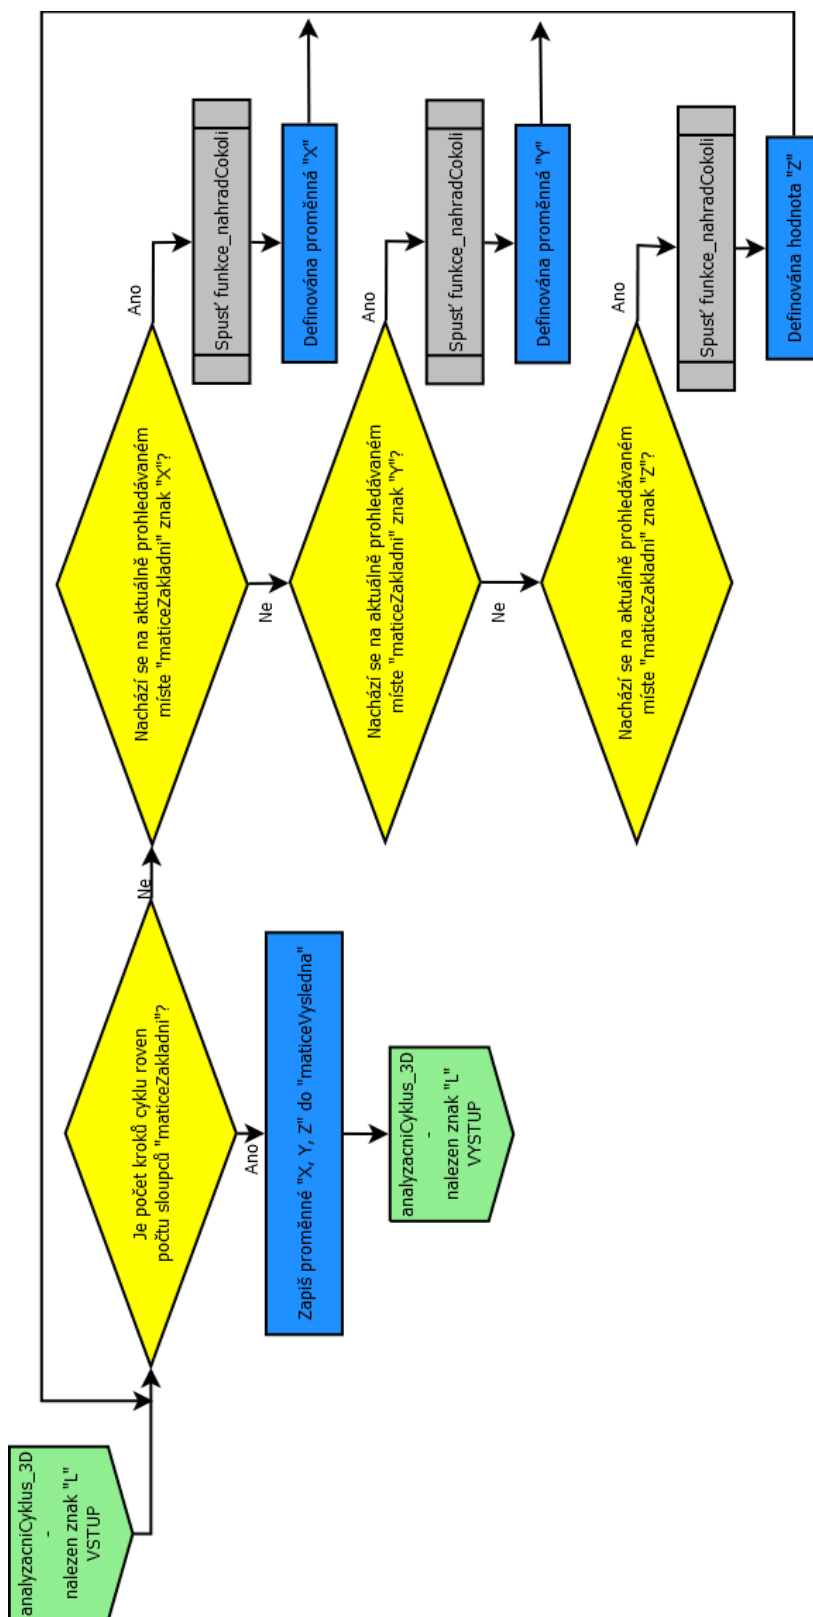 analyzacniCyklus_3D
-
nalezen znak "L"
VSTUP
Je počet kroků cyklu roven
počtu sloupců "maticeZakladni"?
Ano
Zapiš proměnné "X, Y, Z" do "maticeVysledna"
analyzacniCyklus_3D
-
nalezen znak "L"
VYSTUP
Ne
Nachází se na aktuálně prohledávaném
míste "maticeZakladni" znak "X"?
Ano
Spusť funkce_nahradCokoli
Definována proměnná "X"
Ne
Nachází se na aktuálně prohledávaném
míste "maticeZakladni" znak "Y"?
Ano
Spusť funkce_nahradCokoli
Definována proměnná "Y"
Ne
Nachází se na aktuálně prohledávaném
míste "maticeZakladni" znak "Z"?
Ano
Spusť funkce_nahradCokoli
Definována hodnota "Z"